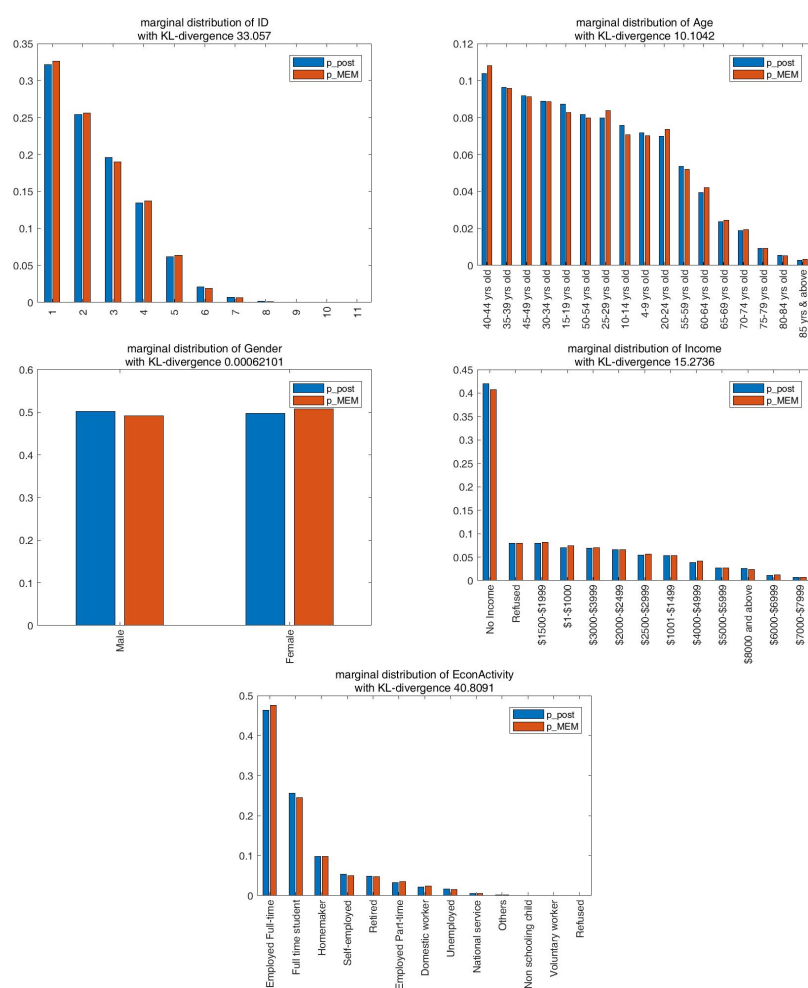 marginal distribution of ID
with KL-divergence 33.057
0.35
0.3
0.25
0.2
0.15
0.1
0.05
0
p_post
p_MEM
1
2
3
4
5
6
7
8
9
10
11
marginal distribution of Age
with KL-divergence 10.1042
0.12
0.1
0.08
0.06
0.04
0.02
0
p_post
p_MEM
40-44 yrs old
35-39 yrs old
45-49 yrs old
30-34 yrs old
15-19 yrs old
50-54 yrs old
25-29 yrs old
10-14 yrs old
4-9 yrs old
20-24 yrs old
55-59 yrs old
60-64 yrs old
65-69 yrs old
70-74 yrs old
75-79 yrs old
80-84 yrs old
85 yrs & above
marginal distribution of Gender
with KL-divergence 0.00062101
0.6
0.5
0.4
0.3
0.2
0.1
0
p_post
p_MEM
Male
Female
marginal distribution of Income
with KL-divergence 15.2736
0.45
0.4
0.35
0.3
0.25
0.2
0.15
0.1
0.05
0
p_post
p_MEM
No Income
Refused
$1500-$1999
$1-$1000
$3000-$3999
$2000-$2499
$2500-$2999
$1001-$1499
$4000-$4999
$5000-$5999
$8000 and above
$6000-$6999
$7000-$7999
marginal distribution of EconActivity
with KL-divergence 40.8091
0.5
0.4
0.3
0.2
0.1
0
p_post
p_MEM
Employed Full-time
Full time student
Homemaker
Self-employed
Retired
Employed Part-time
Domestic worker
Unemployed
National service
Others
Non schooling child
Voluntary worker
Refused